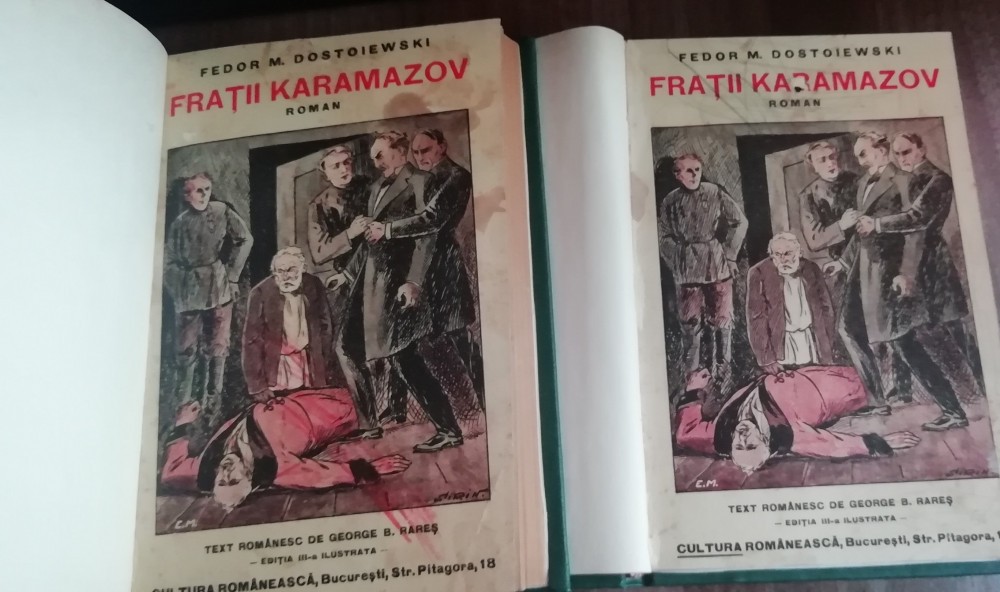 FEDOR M. DOSTOIEWSKI
FRAȚII KARAMAZOV
ROMAN
E.M.
TEXT ROMÂNESC DE GEORGE B. RAREȘ
— EDIȚIA III-a ILUSTRATA —
CULTURA ROMÂNEASCĂ, București, Str. Pitagora, 18
FEDOR M. DOSTOIEWSKI
FRAȚII KARAMAZOV
ROMAN
E.M.
TEXT ROMÂNESC DE GEORGE B. RAREȘ
— EDIȚIA III-a ILUSTRATA —
CULTURA ROMÂNEASCĂ, București, Str. Pitagora,